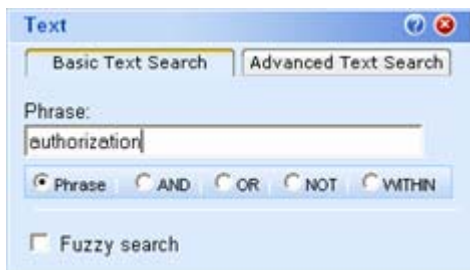 Text
Basic Text Search Advanced Text Search
Phrase:
authorization
Phrase AND OR NOT WITHIN
Fuzzy search